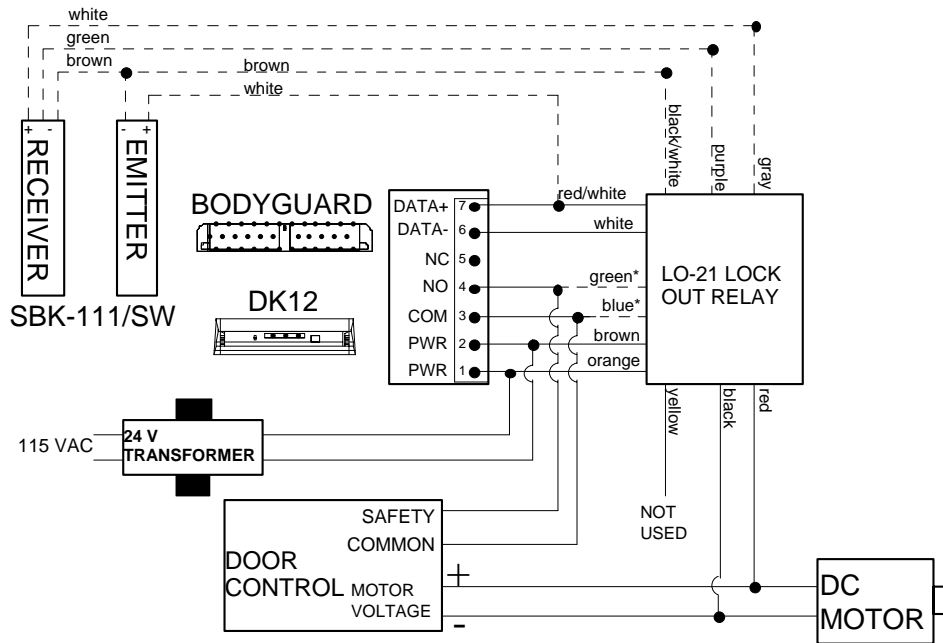 white
green
brown
brown
white
+ -
- +
RECEIVER
EMITTER
SBK-111/SW
BODYGUARD
DK12
black/white
purple
gray
DATA+ 7 red/white
DATA- 6 white
NC 5
NO 4 green*
COM 3 blue*
PWR 2 brown
PWR 1 orange
LO-21 LOCK
OUT RELAY
yellow
black
red
115 VAC
24 V
TRANSFORMER
NOT
USED
SAFETY
COMMON
DOOR
CONTROL
MOTOR
VOLTAGE
+
-
DC
MOTOR